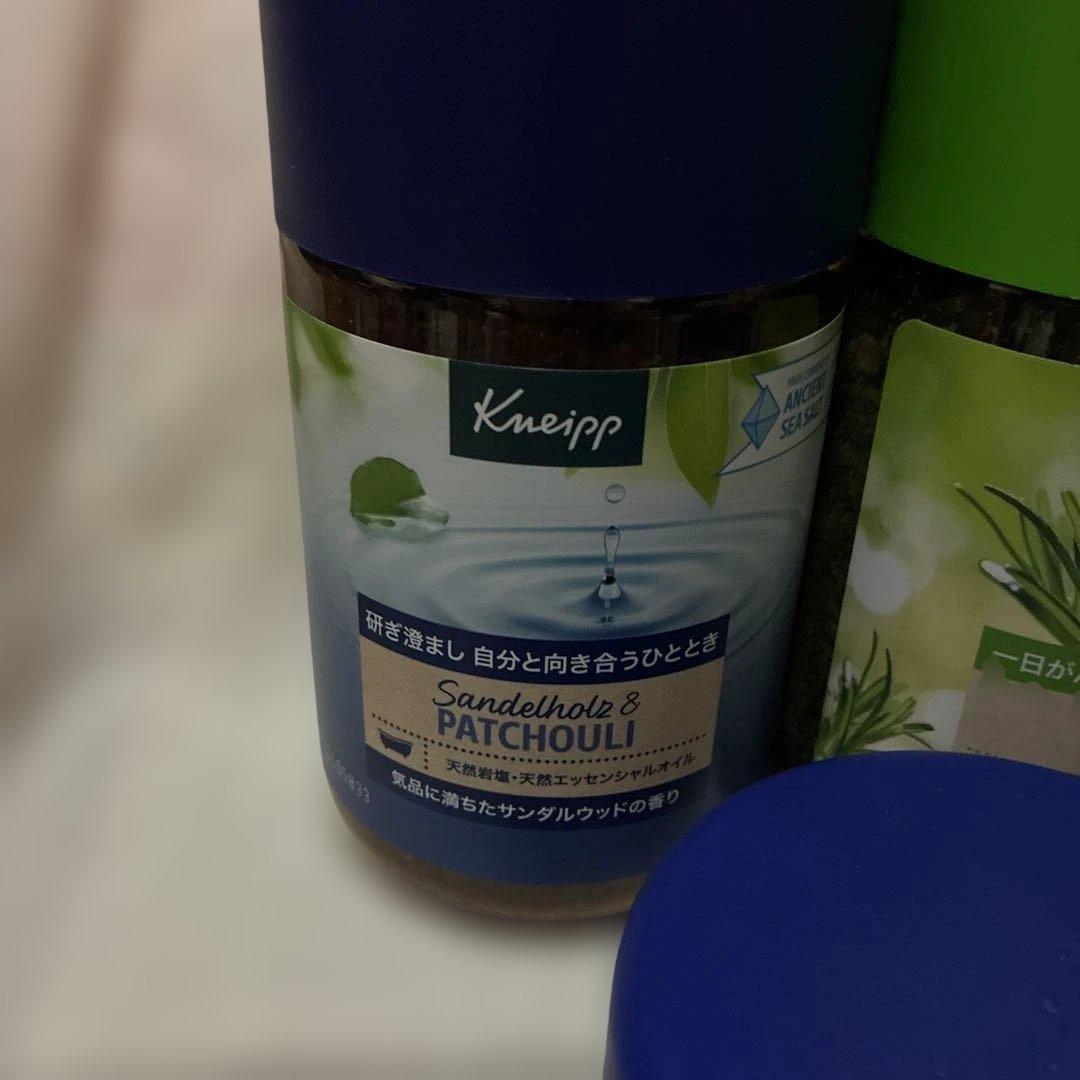 Kneipp
ANCIENT
SEA SALT
研ぎ澄まし 自分と向き合うひととき
Sandelholz &
PATCHOULI
天然岩塩・天然エッセンシャルオイル
気品に満ちたサンダルウッドの香り
一日が